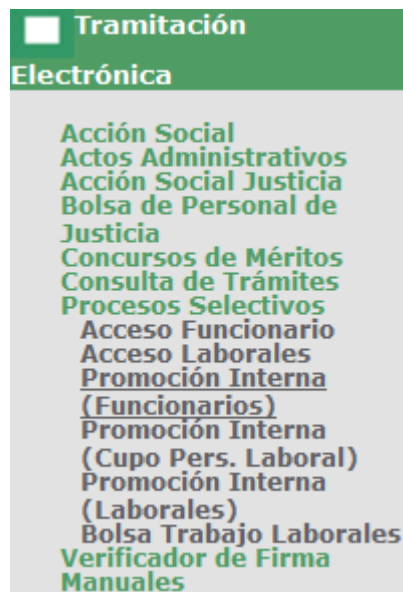 Tramitación
Electrónica
Acción Social
Actos Administrativos
Acción Social Justicia
Bolsa de Personal de
Justicia
Concursos de Méritos
Consulta de Trámites
Procesos Selectivos
Acceso Funcionario
Acceso Laborales
Promoción Interna
(Funcionarios)
Promoción Interna
(Cupo Pers. Laboral)
Promoción Interna
(Laborales)
Bolsa Trabajo Laborales
Verificador de Firma
Manuales